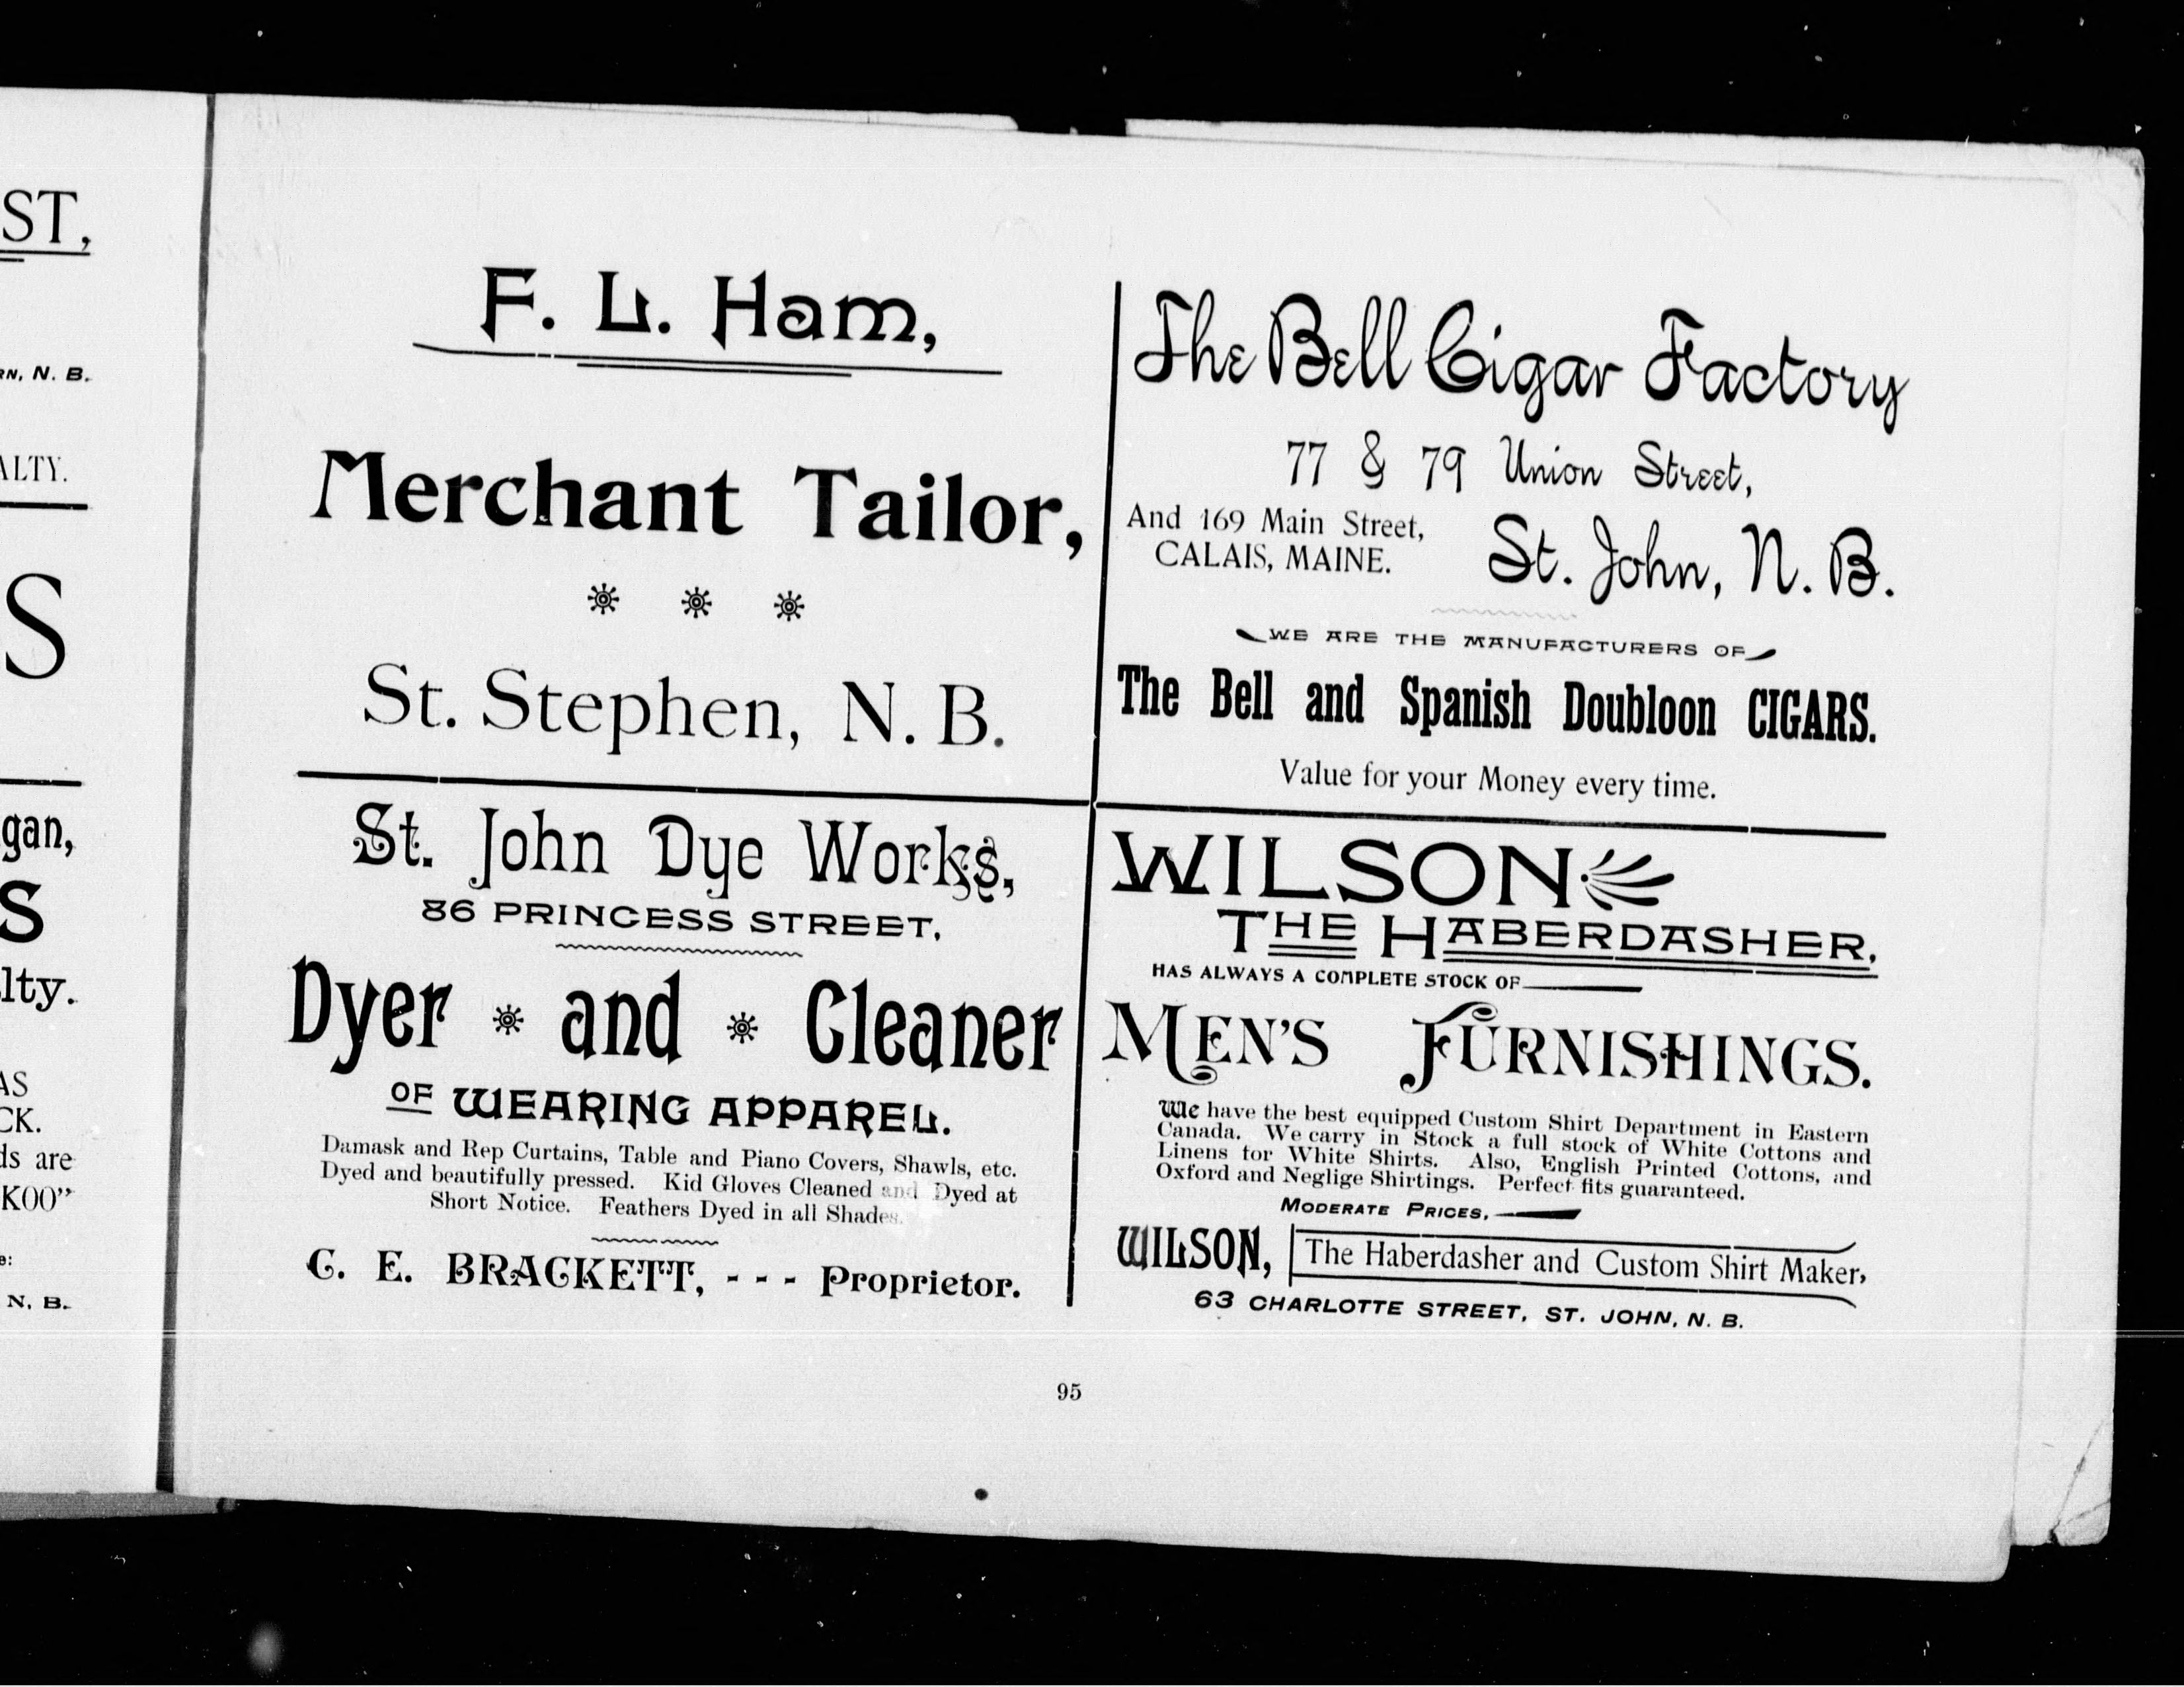 ST,
N. B.
ALTY.
S
gan,
S
lty.
AS
CK.
ds are
KOO”
e:
N. B.
F. L. Ham,
Merchant Tailor,
St. Stephen, N. B.
The Bell Cigar Factory
77 & 79 Union Street,
And 169 Main Street,
CALAIS, MAINE.
St. John, N. B.
WE ARE THE MANUFACTURERS OF
The Bell and Spanish Doubloon CIGARS.
Value for your Money every time.
St. John Dye Works,
86 PRINCESS STREET,
Dyer and Cleaner
OF WEARING APPAREL.
Damask and Rep Curtains, Table and Piano Covers, Shawls, etc.
Dyed and beautifully pressed. Kid Gloves Cleaned and Dyed at
Short Notice. Feathers Dyed in all Shades.
C. E. BRACKETT, - - - Proprietor.
WILSON
THE HABERDASHER,
HAS ALWAYS A COMPLETE STOCK OF
MEN'S FURNISHINGS.
We have the best equipped Custom Shirt Department in Eastern
Canada. We carry in Stock a full stock of White Cottons and
Linens for White Shirts. Also, English Printed Cottons, and
Oxford and Neglige Shirtings. Perfect fits guaranteed.
MODERATE PRICES,
WILSON, The Haberdasher and Custom Shirt Maker,
63 CHARLOTTE STREET, ST. JOHN, N. B.
95